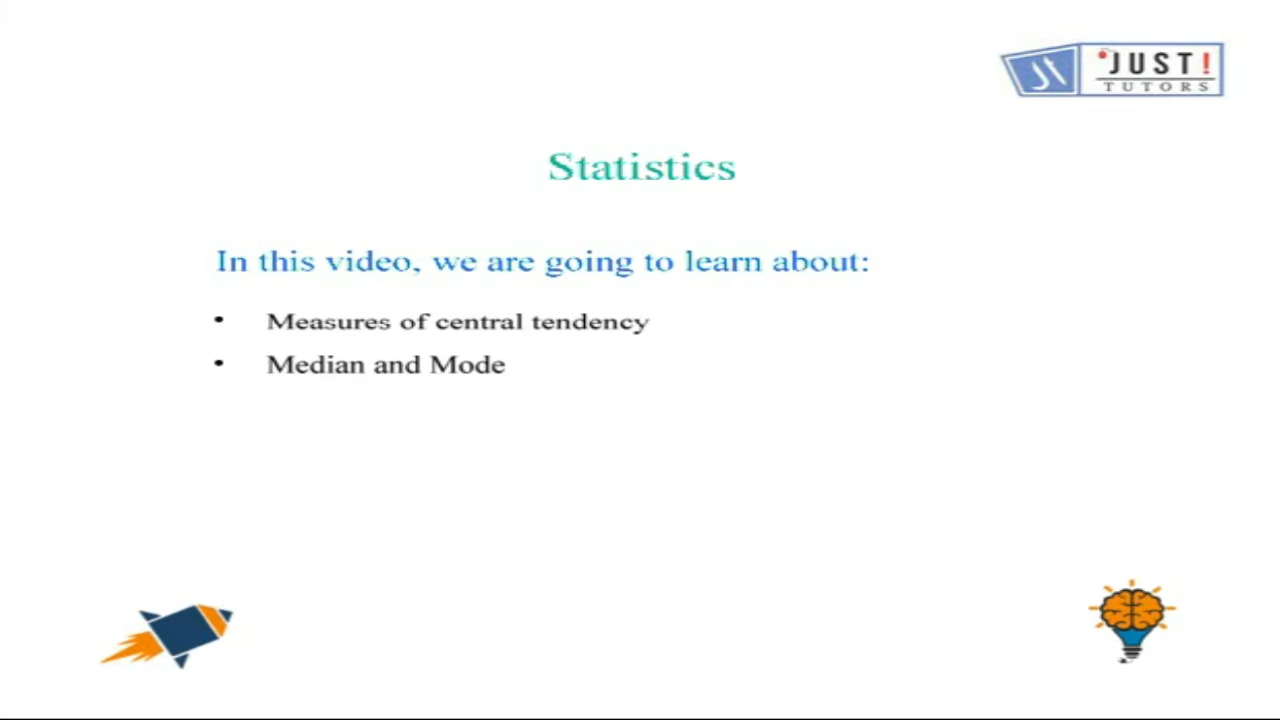 JUST!
TUTORS
Statistics
In this video, we are going to learn about:
• Measures of central tendency
• Median and Mode